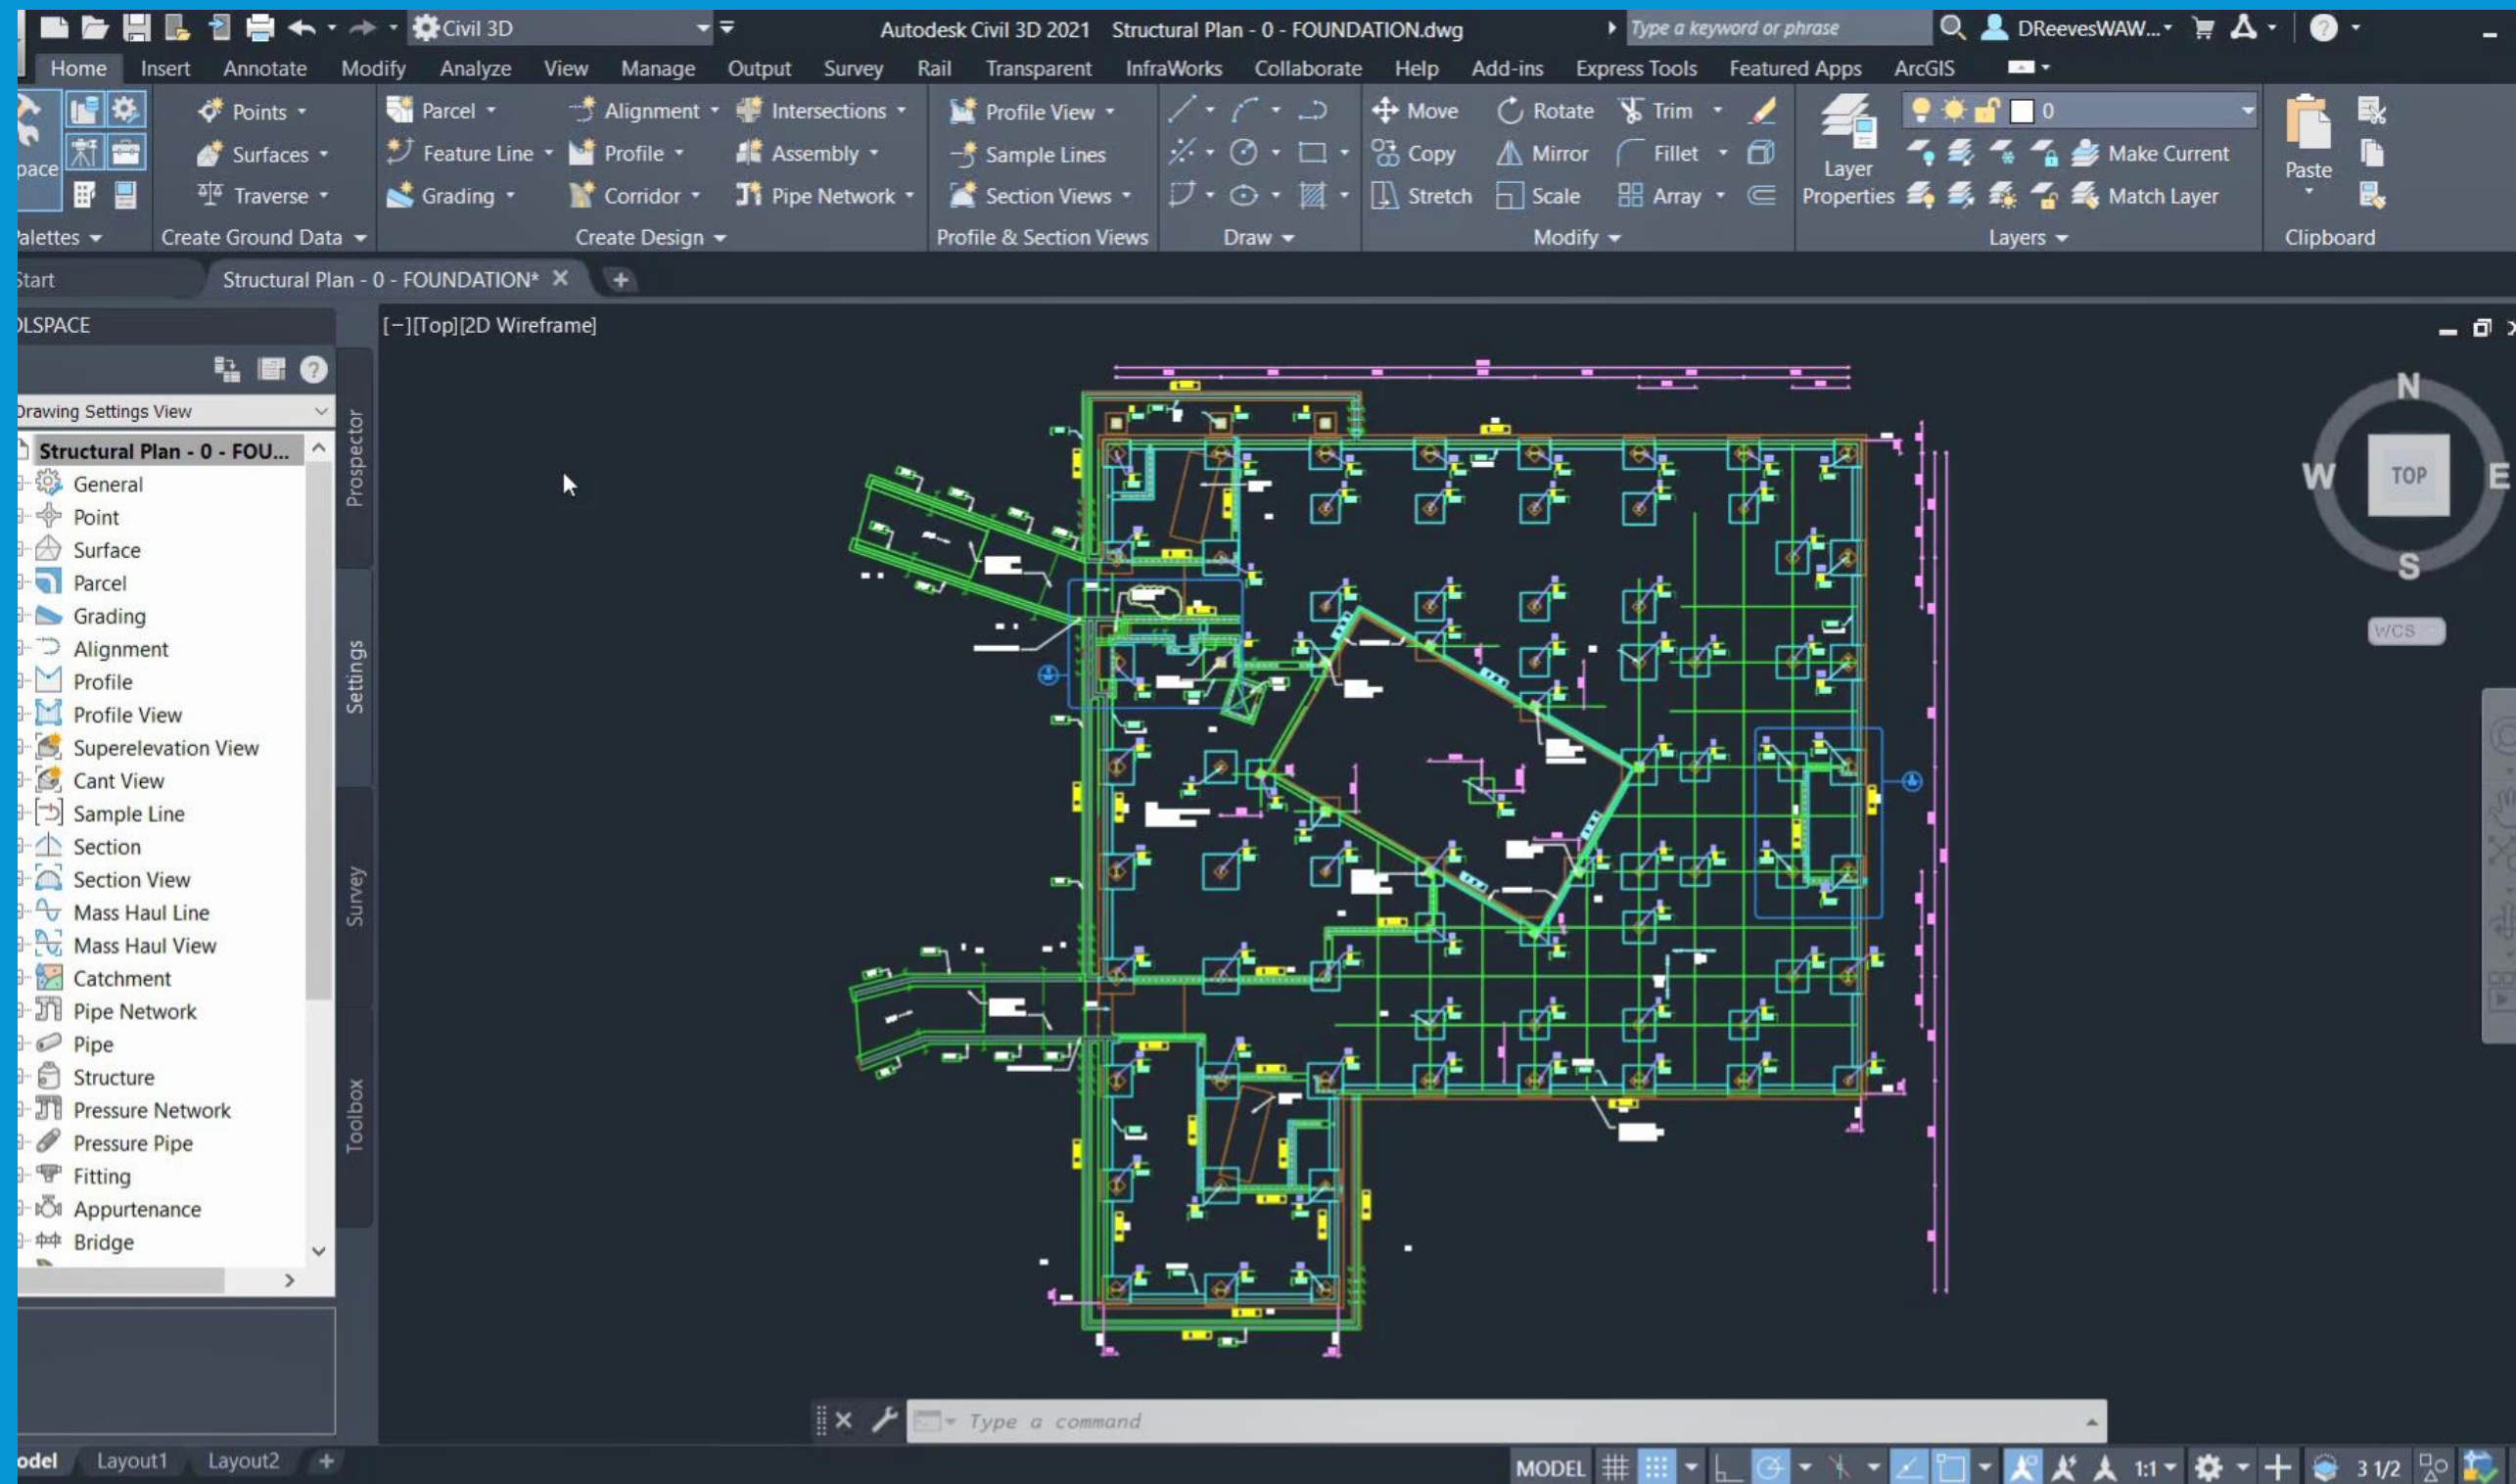 Civil 3D
Autodesk Civil 3D 2021 Structural Plan - 0 - FOUNDATION.dwg
Type a keyword or phrase
DReevesWAW...
Home Insert Annotate Modify Analyze View Manage Output Survey Rail Transparent InfraWorks Collaborate Help Add-ins Express Tools Featured Apps ArcGIS
Points Parcel Alignment Intersections Profile View Move Rotate Trim 0
pace Surfaces Feature Line Profile Assembly Sample Lines Copy Mirror Fillet Layer Properties Make Current Paste
Traverse Grading Corridor Pipe Network Section Views Stretch Scale Array Match Layer
alettes Create Ground Data Create Design Profile & Section Views Draw Modify Layers Clipboard
Start Structural Plan - 0 - FOUNDATION*
OLSPACE
[−][Top][2D Wireframe]
Drawing Settings View
Structural Plan - 0 - FOU...
General
Point
Surface
Parcel
Grading
Alignment
Profile
Profile View
Superelevation View
Cant View
Sample Line
Section
Section View
Mass Haul Line
Mass Haul View
Catchment
Pipe Network
Pipe
Structure
Pressure Network
Pressure Pipe
Fitting
Appurtenance
Bridge
Prospector
Settings
Survey
Toolbox
N
W TOP E
S
WCS
Type a command
odel Layout1 Layout2
MODEL 1:1 3 1/2